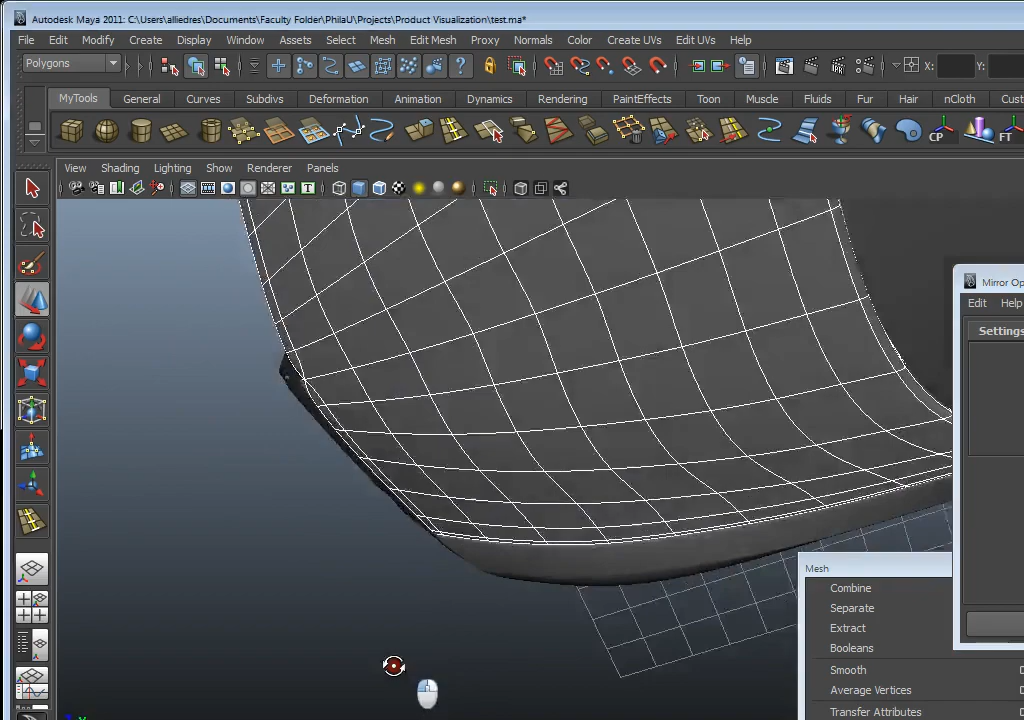 Autodesk Maya 2011: C:\Users\alliedres\Documents\Faculty Folder\PhilaU\Projects\Product Visualization\test.ma*
File Edit Modify Create Display Window Assets Select Mesh Edit Mesh Proxy Normals Color Create UVs Edit UVs Help
Polygons X: Y:
MyTools General Curves Subdivs Deformation Animation Dynamics Rendering PaintEffects Toon Muscle Fluids Fur Hair nCloth Cust
CP FT
View Shading Lighting Show Renderer Panels
T
Mirror Op
Edit Help
Settings
Mesh
Combine
Separate
Extract
Booleans
Smooth
Average Vertices
Transfer Attributes